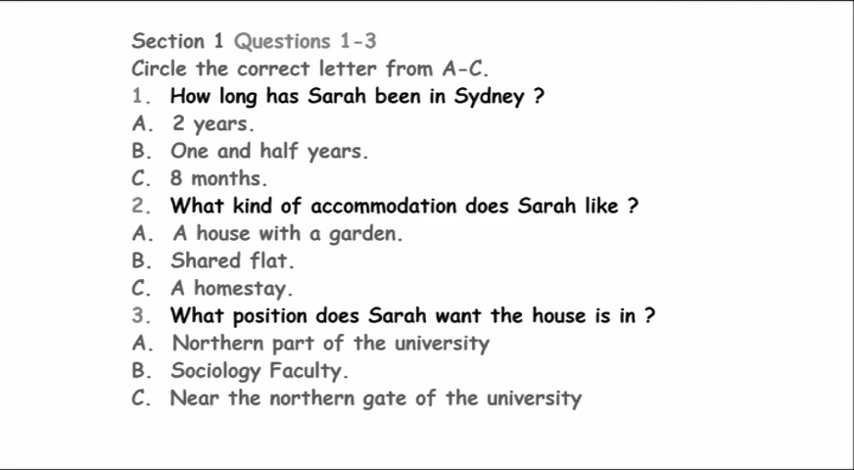 Section 1 Questions 1-3
Circle the correct letter from A-C.
1. How long has Sarah been in Sydney ?
A. 2 years.
B. One and half years.
C. 8 months.
2. What kind of accommodation does Sarah like ?
A. A house with a garden.
B. Shared flat.
C. A homestay.
3. What position does Sarah want the house is in ?
A. Northern part of the university
B. Sociology Faculty.
C. Near the northern gate of the university